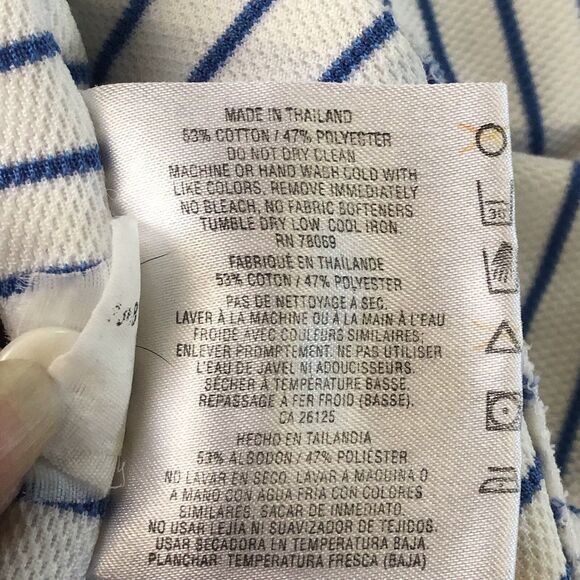 MADE IN THAILAND
53% COTTON / 47% POLYESTER
DO NOT DRY CLEAN
MACHINE OR HAND WASH COLD WITH
LIKE COLORS, REMOVE IMMEDIATELY
NO BLEACH, NO FABRIC SOFTENERS
TUMBLE DRY LOW, COOL IRON.
RN 78069
FABRIQUÉ EN THAILANDE
53% COTTON / 47% POLYESTER
PAS DE NETTOYAGE A SEC.
LAVER À LA MACHINE OU A LA MAIN À L'EAU
FROIDE AVEC COULEURS SIMILAIRES;
ENLEVER PROMPTEMENT. NE PAS UTILISER
L'EAU DE JAVEL NI ADOUCISSEURS.
SÉCHER À TEMPÉRATURE BASSE.
REPASSAGE A FER FROID (BASSE).
CA 26125
HECHO EN TAILANDIA
53% ALGODON / 47% POLIESTER
NO LAVAR EN SECO. LAVAR A MAQUINA O
A MANO CON AGUA FRIA CON COLORES
SIMILARES, SACAR DE INMEDIATO.
NO USAR LEJIA NI SUAVIZADOR DE TEJIDOS.
USAR SECADORA EN TEMPERATURA BAJA.
PLANCHAR: TEMPERATURA FRESCA (BAJA)
30